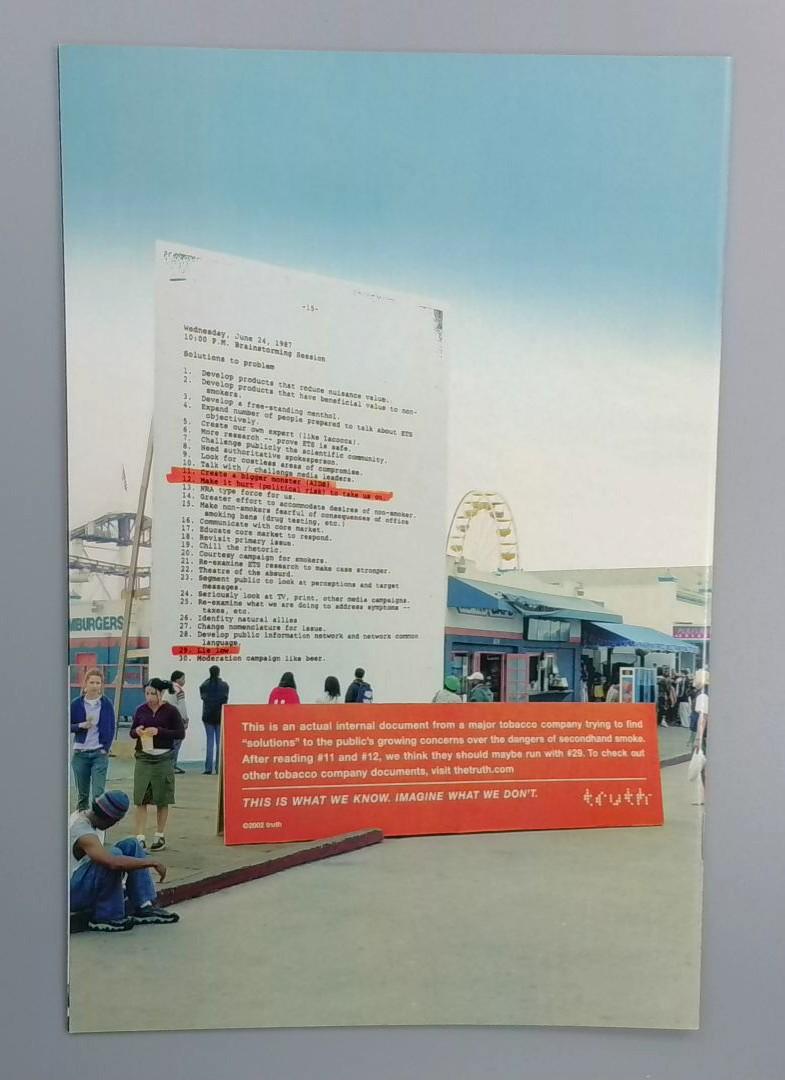 -15-
Wednesday, June 24, 1987
10:00 P.M. Brainstorming Session
Solutions to problem
1. Develop products that reduce nuisance value.
2. Develop products that have beneficial value to non-
smokers.
3. Develop a free-standing menthol.
4. Expand number of people prepared to talk about ETS
objectively.
5. Create our own expert (like Iacocca).
6. More research -- prove ETS is safe.
7. Challenge publicly the scientific community.
8. Need authoritative spokesperson.
9. Look for costless areas of compromise.
10. Talk with / challenge media leaders.
11. Create a bigger monster (AIDS)
12. Make it hurt (political risk) to take us on.
13. NRA type force for us.
14. Greater effort to accommodate desires of non-smoker.
15. Make non-smokers fearful of consequences of office
smoking bans (drug testing, etc.)
16. Communicate with core market.
17. Educate core market to respond.
18. Revisit primary issue.
19. Chill the rhetoric.
20. Courtesy campaign for smokers.
21. Re-examine ETS research to make case stronger.
22. Theatre of the absurd.
23. Segment public to look at perceptions and target
messages.
24. Seriously look at TV, print, other media campaigns.
25. Re-examine what we are doing to address symptoms --
taxes, etc.
26. Idenfity natural allies
27. Change nomenclature for issue.
28. Develop public information network and network common
language.
29. Lie low
30. Moderation campaign like beer.
MBURGERS
This is an actual internal document from a major tobacco company trying to find
"solutions" to the public's growing concerns over the dangers of secondhand smoke.
After reading #11 and #12, we think they should maybe run with #29. To check out
other tobacco company documents, visit thetruth.com
THIS IS WHAT WE KNOW. IMAGINE WHAT WE DON'T.
©2002 truth